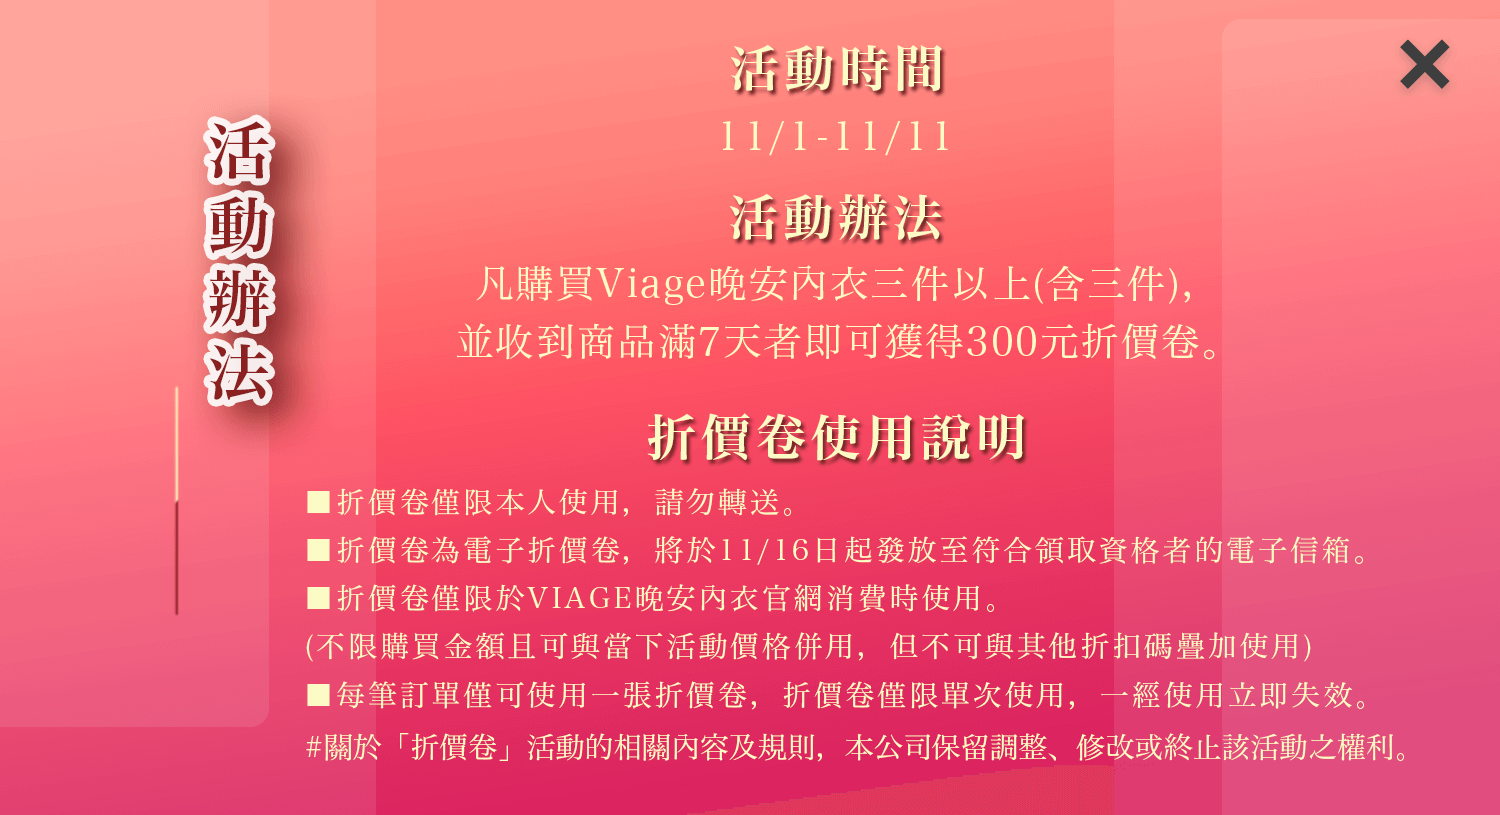 活動辦法
活動時間
11/1-11/11
活動辦法
凡購買Viage晚安內衣三件以上(含三件)，
並收到商品滿7天者即可獲得300元折價卷。
折價卷使用說明
■折價卷僅限本人使用，請勿轉送。
■折價卷為電子折價卷，將於11/16日起發放至符合領取資格者的電子信箱。
■折價卷僅限於VIAGE晚安內衣官網消費時使用。
(不限購買金額且可與當下活動價格併用，但不可與其他折扣碼疊加使用)
■每筆訂單僅可使用一張折價卷，折價卷僅限單次使用，一經使用立即失效。
#關於「折價卷」活動的相關內容及規則，本公司保留調整、修改或終止該活動之權利。